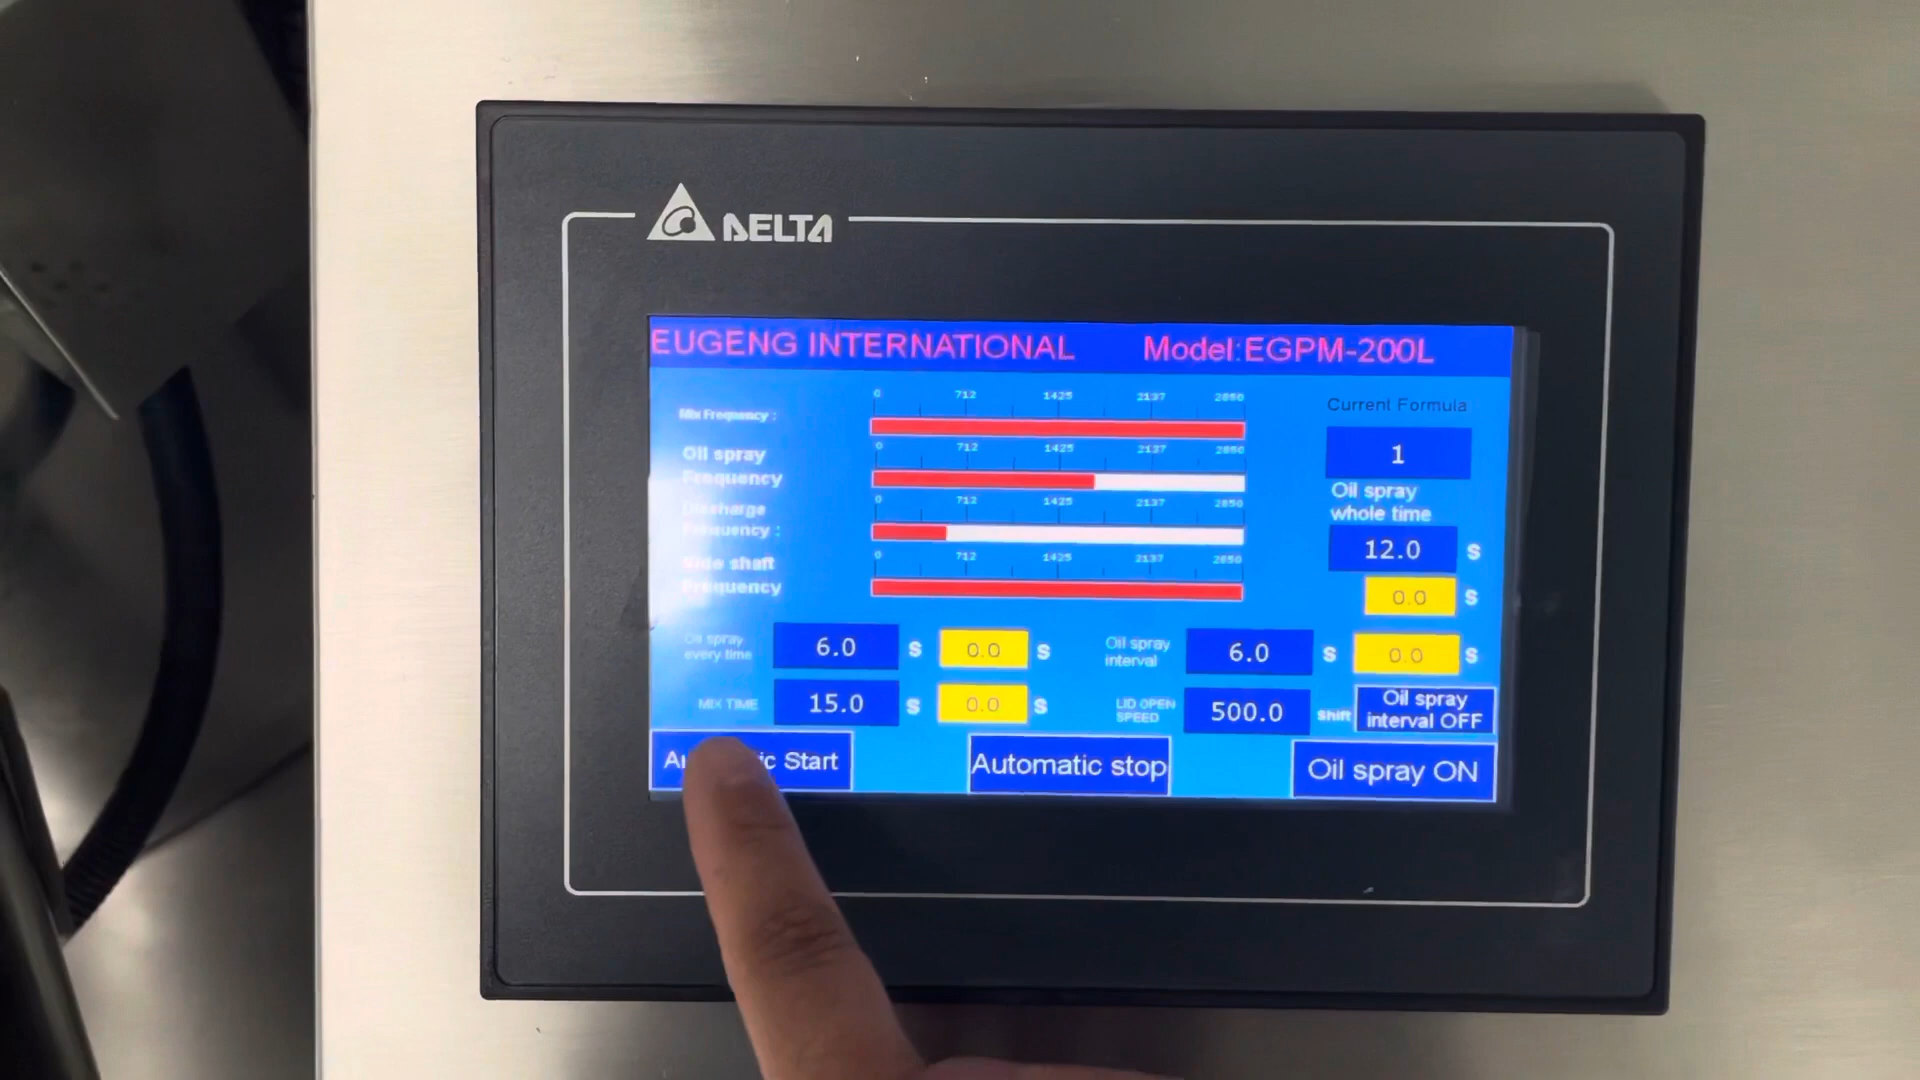 DELTA
EUGENG INTERNATIONAL Model:EGPM-200L
0 712 1425 2137 2850
Mix Frequency :
Current Formula
1
0 712 1425 2137 2850
Oil spray
Frequency
0 712 1425 2137 2850
Discharge
Frequency :
Oil spray
whole time
12.0 S
0 712 1425 2137 2850
Side shaft
Frequency
0.0 S
Oil spray
every time
6.0 S 0.0 S
Oil spray
interval
6.0 S 0.0 S
MIX TIME 15.0 S 0.0 S
LID OPEN
SPEED
500.0 Shift
Oil spray
interval OFF
Start
Automatic stop
Oil spray ON